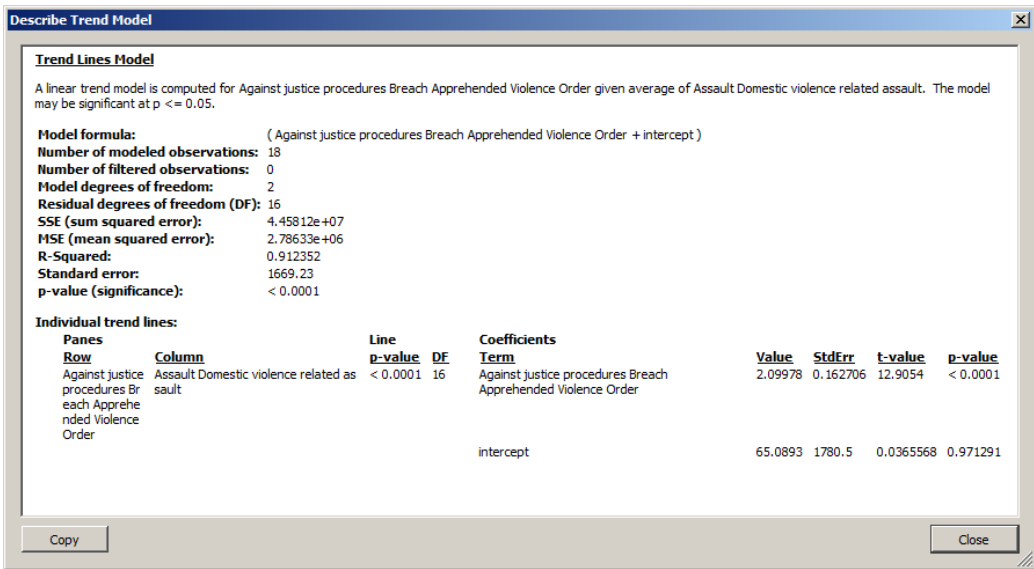 Describe Trend Model
Trend Lines Model
A linear trend model is computed for Against justice procedures Breach Apprehended Violence Order given average of Assault Domestic violence related assault.  The model
may be significant at p <= 0.05.
Model formula: ( Against justice procedures Breach Apprehended Violence Order + intercept )
Number of modeled observations: 18
Number of filtered observations: 0
Model degrees of freedom: 2
Residual degrees of freedom (DF): 16
SSE (sum squared error): 4.45812e+07
MSE (mean squared error): 2.78633e+06
R-Squared: 0.912352
Standard error: 1669.23
p-value (significance): < 0.0001
Individual trend lines:
Panes Line Coefficients
Row Column p-value DF Term Value StdErr t-value p-value
Against justice Assault Domestic violence related as < 0.0001 16 Against justice procedures Breach 2.09978 0.162706 12.9054 < 0.0001
procedures Br sault Apprehended Violence Order
each Apprehe
nded Violence
Order
intercept 65.0893 1780.5 0.0365568 0.971291
Copy Close